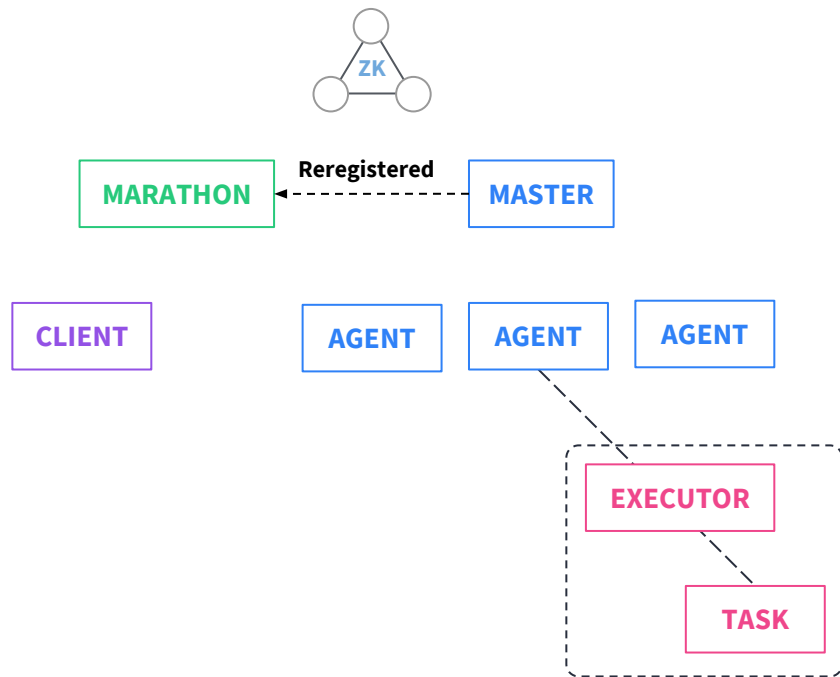 ZK
Reregistered
MARATHON
MASTER
CLIENT
AGENT
AGENT
AGENT
EXECUTOR
TASK